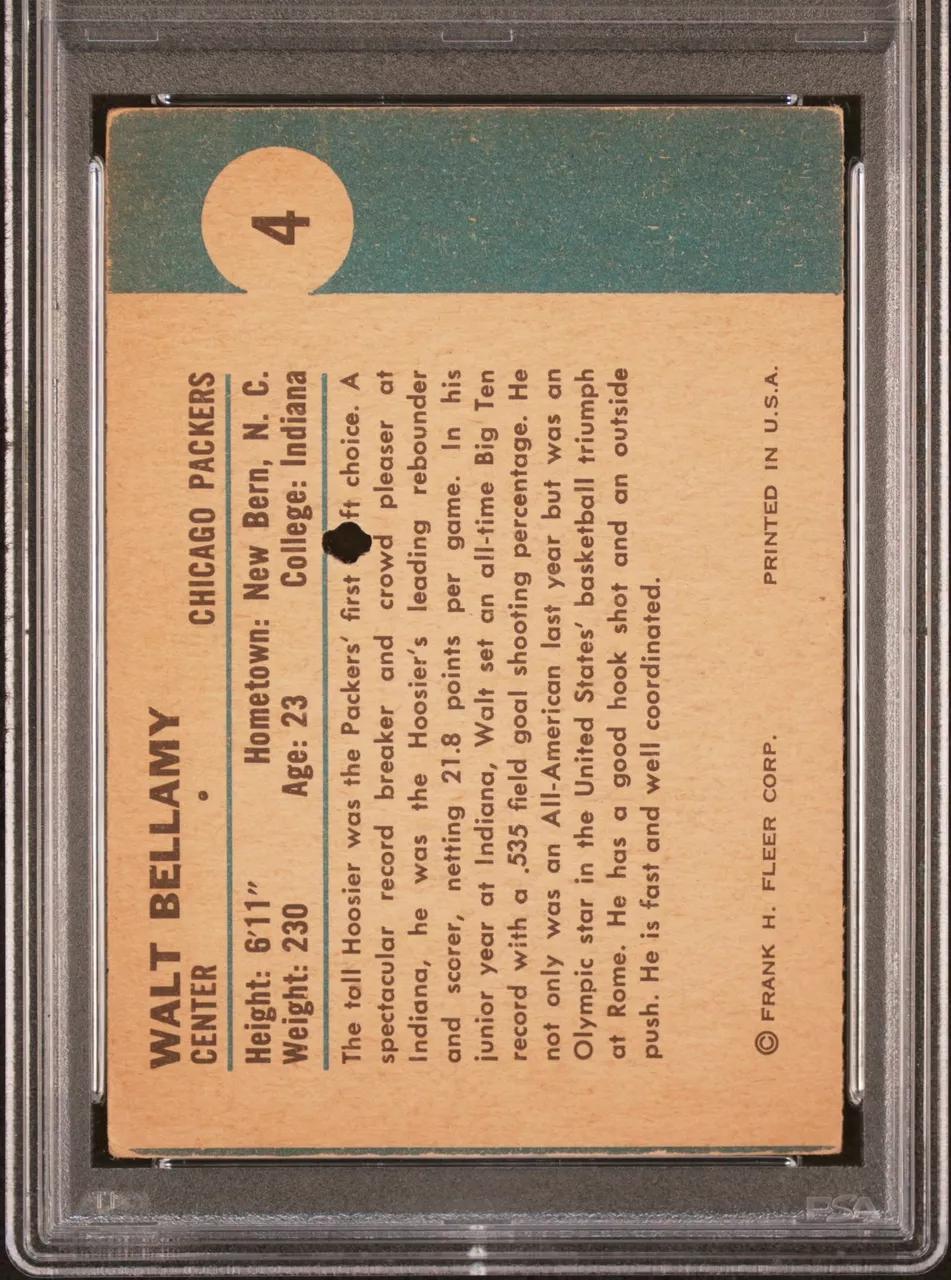 4
WALT BELLAMY
CENTER CHICAGO PACKERS
Height: 6'11" Hometown: New Bern, N. C.
Weight: 230 Age: 23 College: Indiana
The tall Hoosier was the Packers' first ft choice. A
spectacular record breaker and crowd pleaser at
Indiana, he was the Hoosier's leading rebounder
and scorer, netting 21.8 points per game. In his
junior year at Indiana, Walt set an all-time Big Ten
record with a .535 field goal shooting percentage. He
not only was an All-American last year but was an
Olympic star in the United States' basketball triumph
at Rome. He has a good hook shot and an outside
push. He is fast and well coordinated.
© FRANK H. FLEER CORP. PRINTED IN U.S.A.
PSA